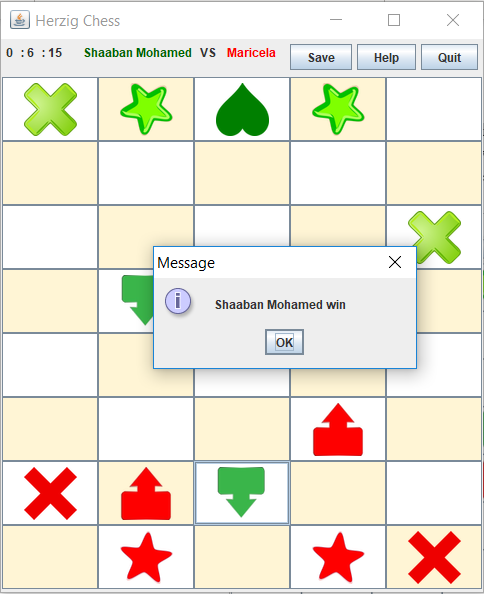 Herzig Chess
0 : 6 : 15 Shaaban Mohamed VS Maricela Save Help Quit
Message
i Shaaban Mohamed win
OK